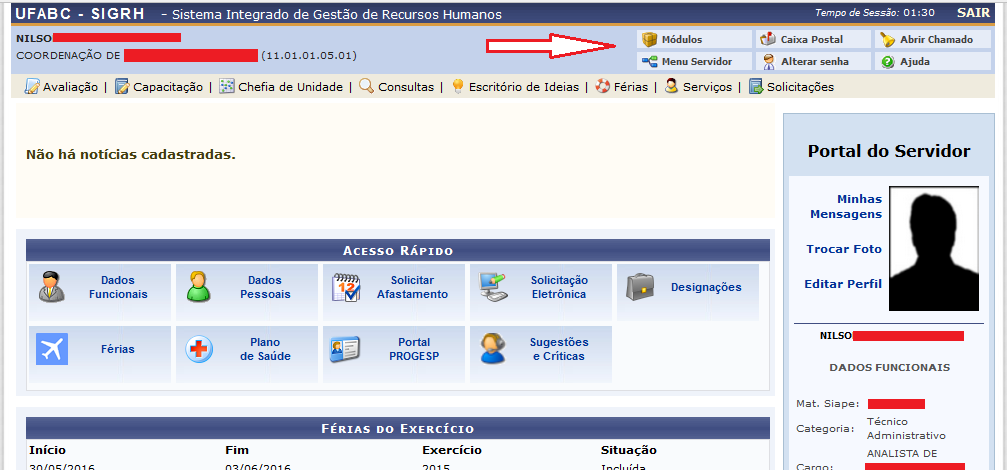 UFABC - SIGRH - Sistema Integrado de Gestão de Recursos Humanos
Tempo de Sessão: 01:30 SAIR
NILSO
COORDENAÇÃO DE (11.01.01.05.01)
Módulos Caixa Postal Abrir Chamado
Menu Servidor Alterar senha Ajuda
Avaliação | Capacitação | Chefia de Unidade | Consultas | Escritório de Ideias | Férias | Serviços | Solicitações
Não há notícias cadastradas.
ACESSO RÁPIDO
Dados
Funcionais
Dados
Pessoais
Solicitar
Afastamento
Solicitação
Eletrônica
Designações
Férias
Plano
de Saúde
Portal
PROGESP
Sugestões
e Críticas
FÉRIAS DO EXERCÍCIO
Início Fim Exercício Situação
30/05/2016 03/06/2016 2015 Incluída
Portal do Servidor
Minhas
Mensagens
Trocar Foto
Editar Perfil
NILSO
DADOS FUNCIONAIS
Mat. Siape:
Categoria: Técnico
Administrativo
Cargo: ANALISTA DE